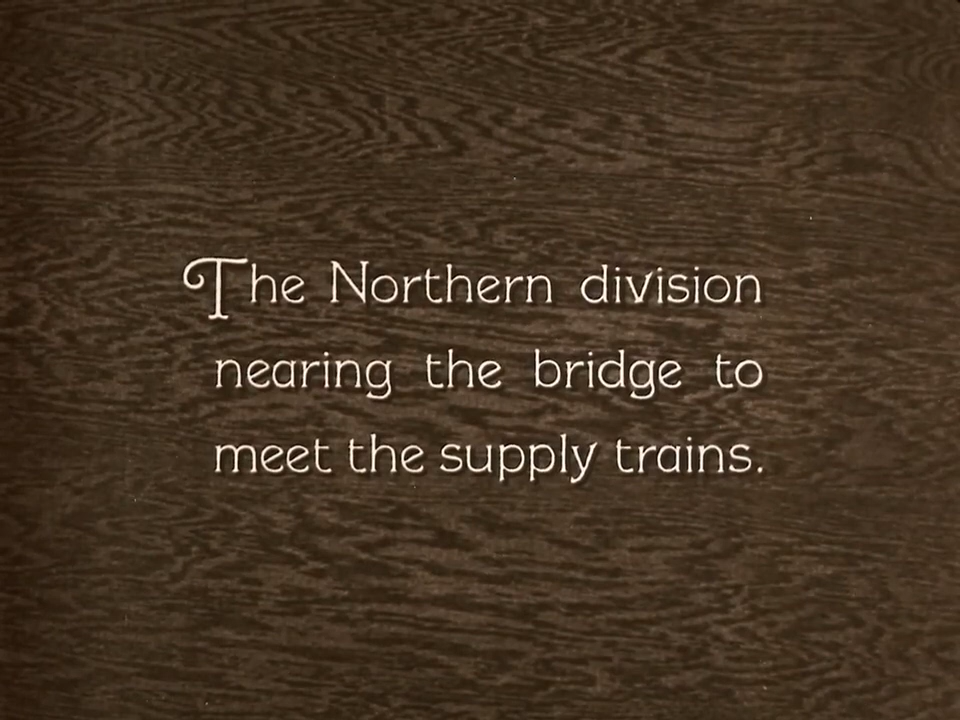 The Northern division
nearing the bridge to
meet the supply trains.